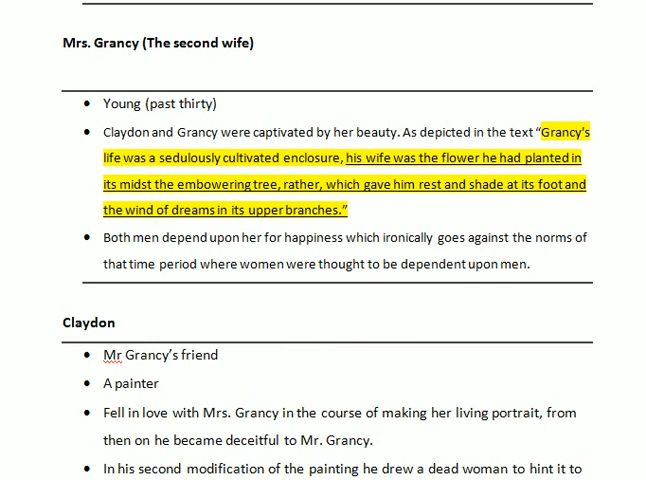 Mrs. Grancy (The second wife)
• Young (past thirty)
• Claydon and Grancy were captivated by her beauty. As depicted in the text “Grancy's
life was a sedulously cultivated enclosure, his wife was the flower he had planted in
its midst the embowering tree, rather, which gave him rest and shade at its foot and
the wind of dreams in its upper branches.”
• Both men depend upon her for happiness which ironically goes against the norms of
that time period where women were thought to be dependent upon men.
Claydon
• Mr Grancy’s friend
• A painter
• Fell in love with Mrs. Grancy in the course of making her living portrait, from
then on he became deceitful to Mr. Grancy.
• In his second modification of the painting he drew a dead woman to hint it to